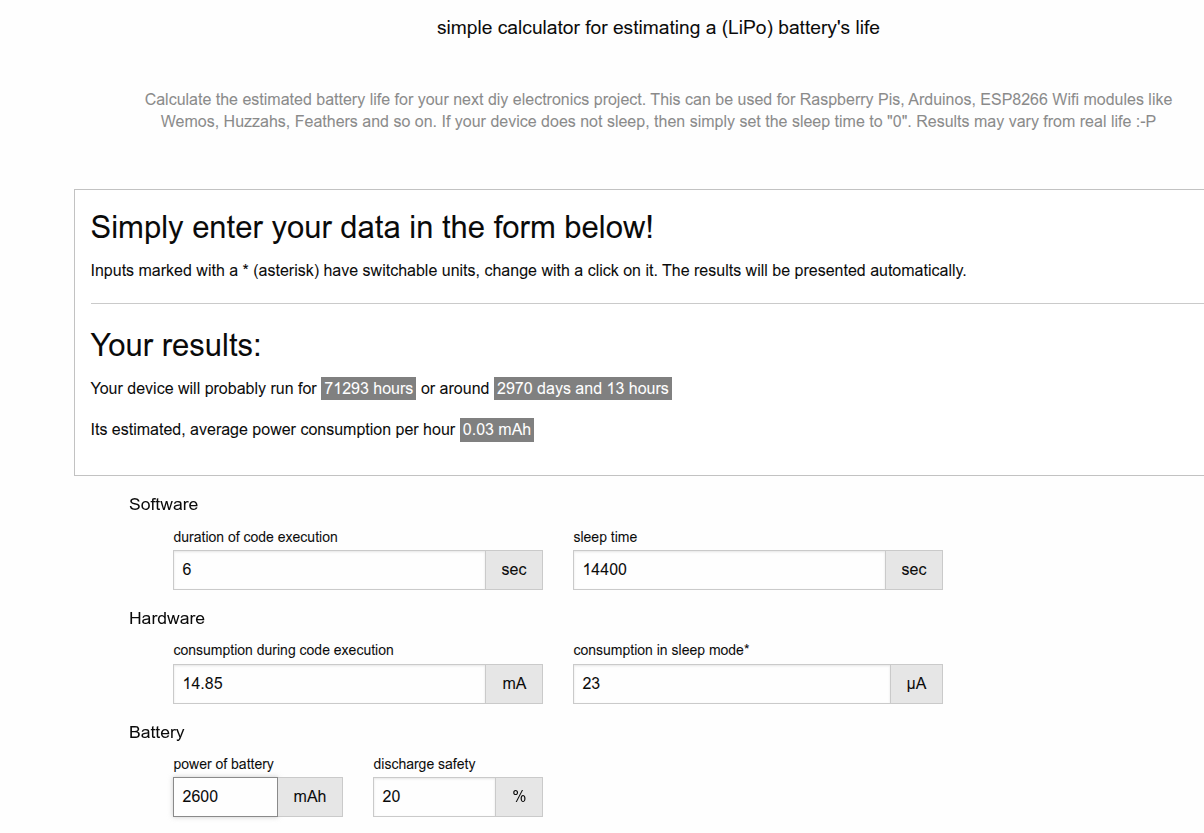 simple calculator for estimating a (LiPo) battery's life
Calculate the estimated battery life for your next diy electronics project. This can be used for Raspberry Pis, Arduinos, ESP8266 Wifi modules like
Wemos, Huzzahs, Feathers and so on. If your device does not sleep, then simply set the sleep time to "0". Results may vary from real life :-P
Simply enter your data in the form below!
Inputs marked with a * (asterisk) have switchable units, change with a click on it. The results will be presented automatically.
Your results:
Your device will probably run for 71293 hours or around 2970 days and 13 hours
Its estimated, average power consumption per hour 0.03 mAh
Software
duration of code execution sleep time
6 sec 14400 sec
Hardware
consumption during code execution consumption in sleep mode*
14.85 mA 23 µA
Battery
power of battery discharge safety
2600 mAh 20 %